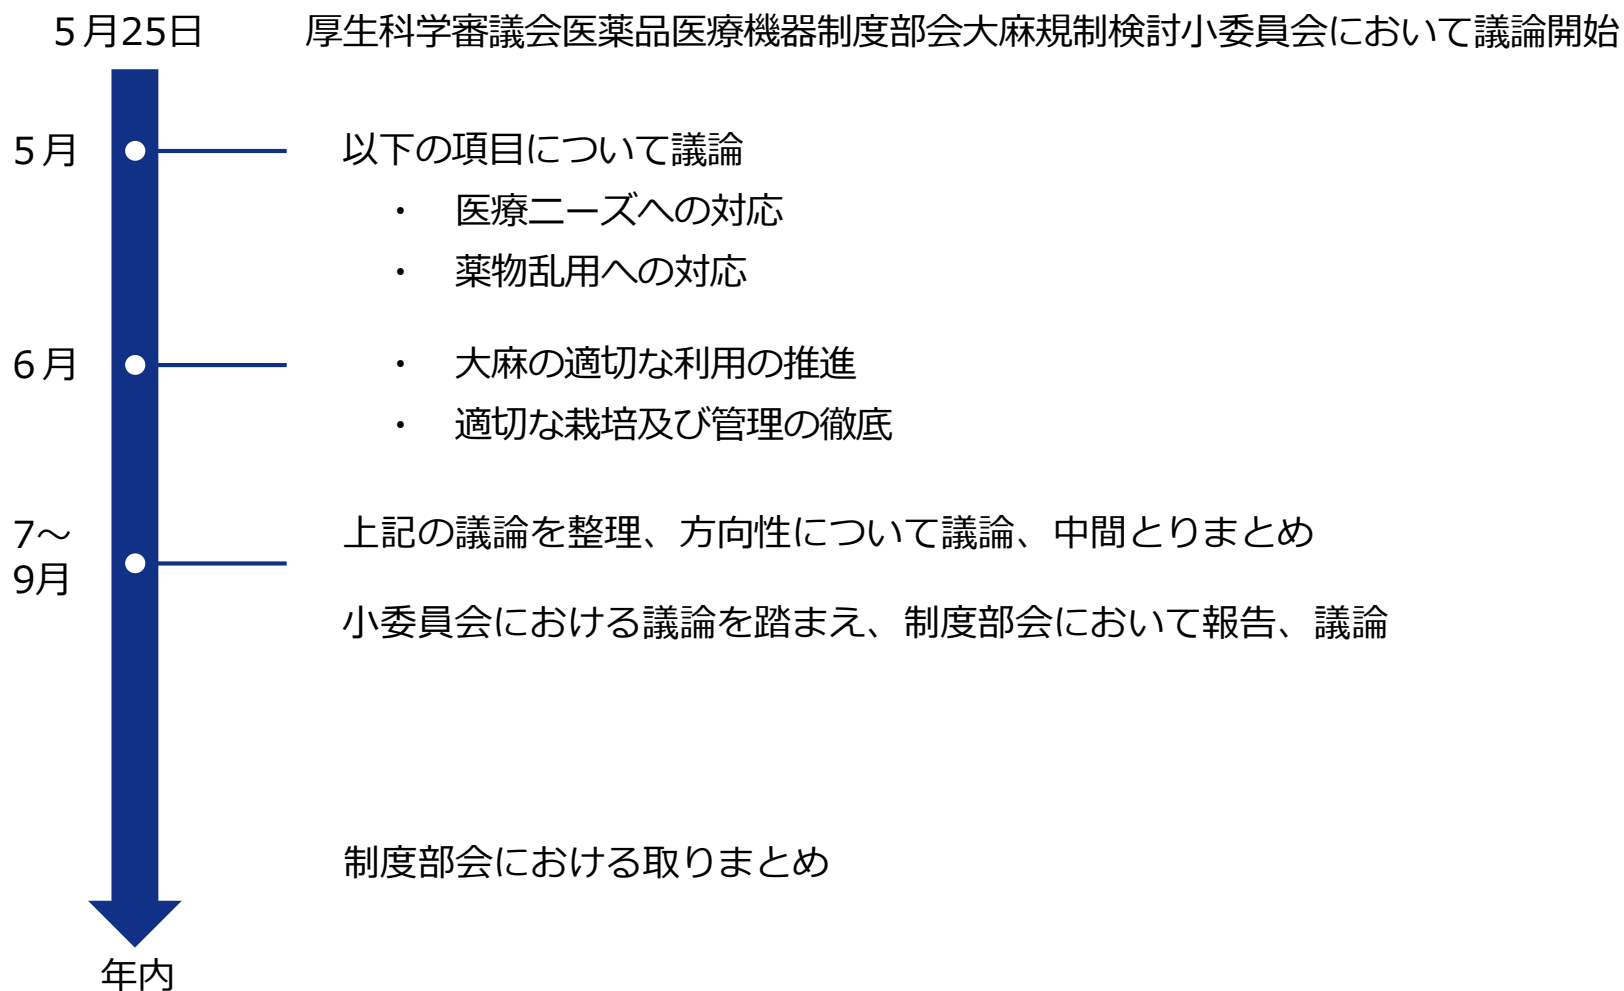 5月25日 厚生科学審議会医薬品医療機器制度部会大麻規制検討小委員会において議論開始
5月 以下の項目について議論
・ 医療ニーズへの対応
・ 薬物乱用への対応
6月 ・ 大麻の適切な利用の推進
・ 適切な栽培及び管理の徹底
7～
9月
上記の議論を整理、方向性について議論、中間とりまとめ
小委員会における議論を踏まえ、制度部会において報告、議論
制度部会における取りまとめ
年内